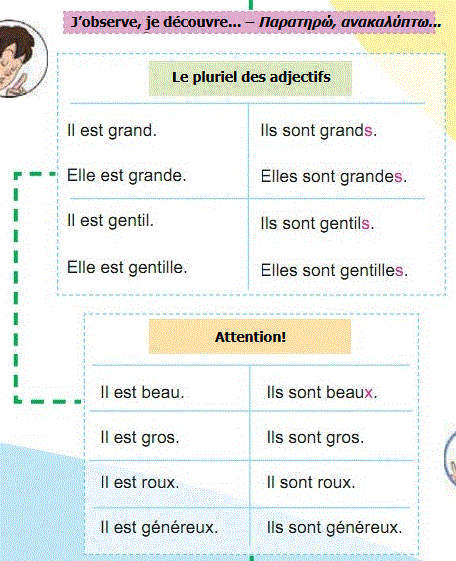 J'observe, je découvre... – Παρατηρώ, ανακαλύπτω...
Le pluriel des adjectifs
Il est grand. Ils sont grands.
Elle est grande. Elles sont grandes.
Il est gentil. Ils sont gentils.
Elle est gentille. Elles sont gentilles.
Attention!
Il est beau. Ils sont beaux.
Il est gros. Ils sont gros.
Il est roux. Il sont roux.
Il est généreux. Ils sont généreux.